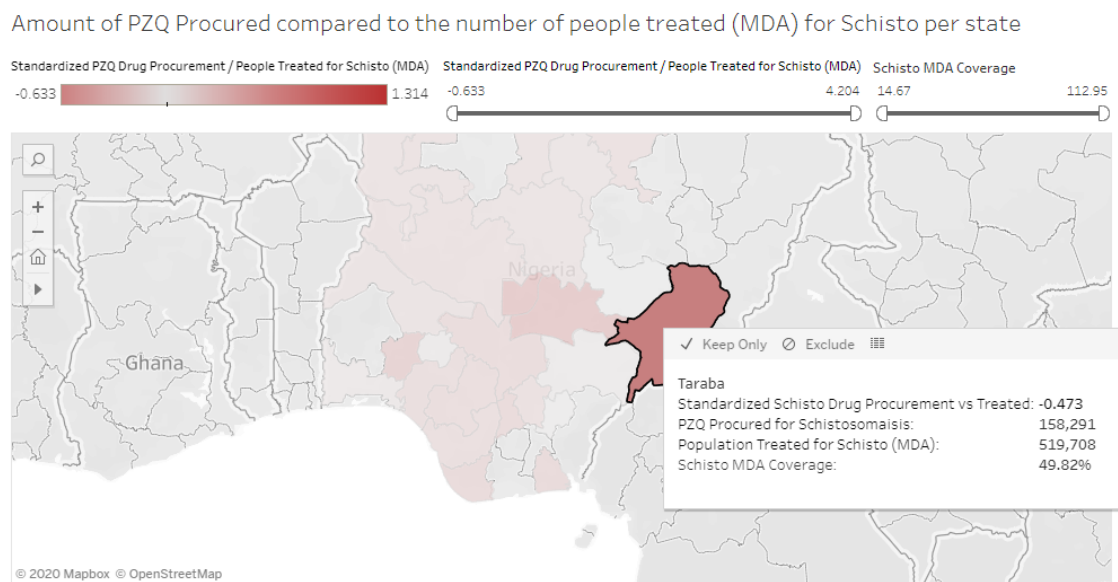 Amount of PZQ Procured compared to the number of people treated (MDA) for Schisto per state
Standardized PZQ Drug Procurement / People Treated for Schisto (MDA)
-0.633 1.314
Standardized PZQ Drug Procurement / People Treated for Schisto (MDA)
-0.633 4.204
Schisto MDA Coverage
14.67 112.95
Nigeria
Ghana
Keep Only Exclude
Taraba
Standardized Schisto Drug Procurement vs Treated: -0.473
PZQ Procured for Schistosomaisis: 158,291
Population Treated for Schisto (MDA): 519,708
Schisto MDA Coverage: 49.82%
© 2020 Mapbox © OpenStreetMap